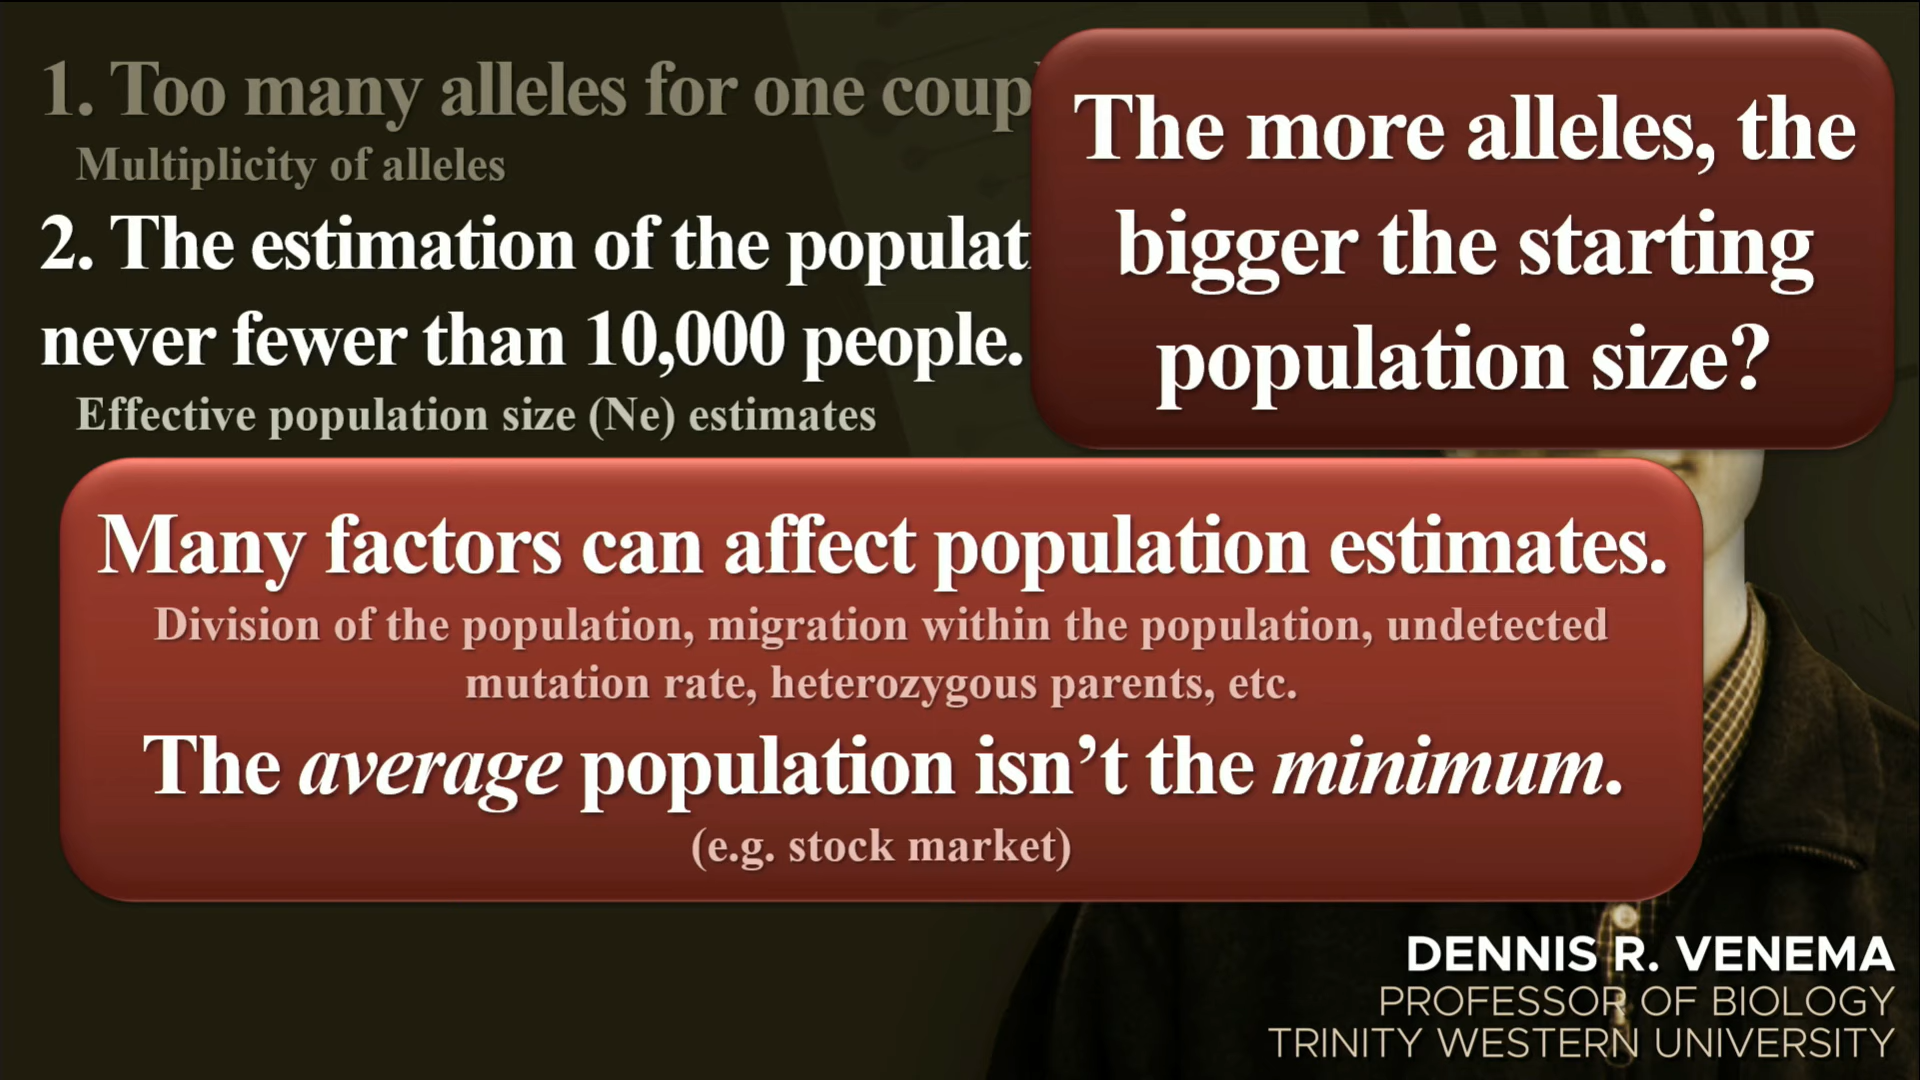 1. Too many alleles for one coup
Multiplicity of alleles
2. The estimation of the populat
never fewer than 10,000 people.
Effective population size (Ne) estimates
The more alleles, the
bigger the starting
population size?
Many factors can affect population estimates.
Division of the population, migration within the population, undetected
mutation rate, heterozygous parents, etc.
The average population isn’t the minimum.
(e.g. stock market)
DENNIS R. VENEMA
PROFESSOR OF BIOLOGY
TRINITY WESTERN UNIVERSITY